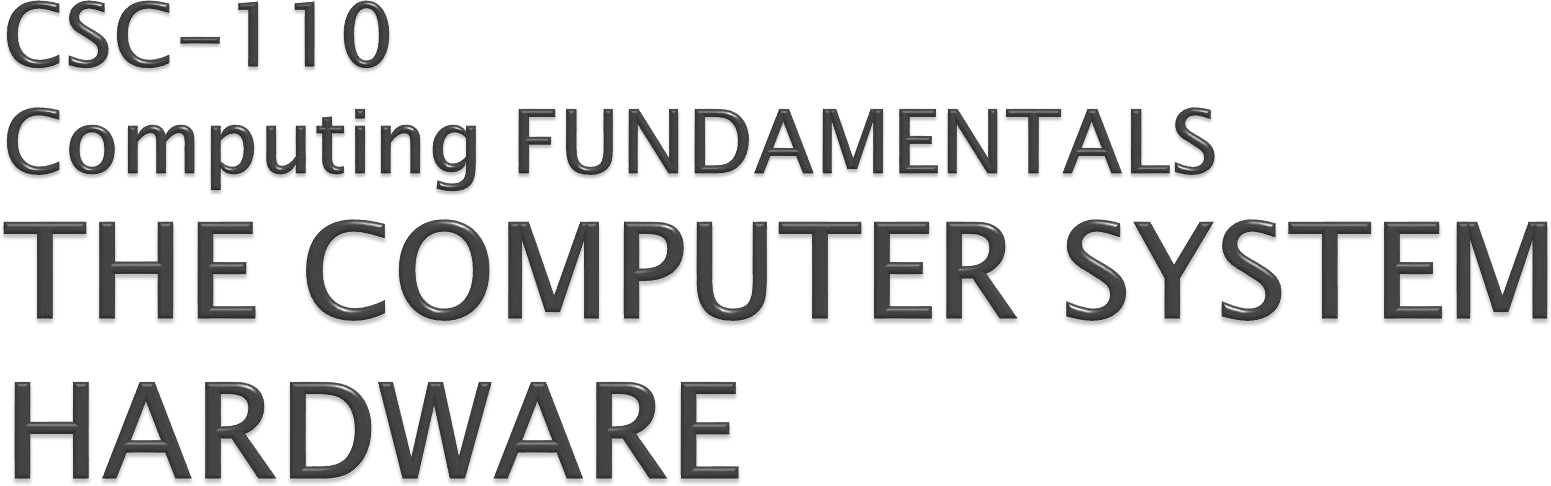 CSC-110
Computing FUNDAMENTALS
THE COMPUTER SYSTEM
HARDWARE